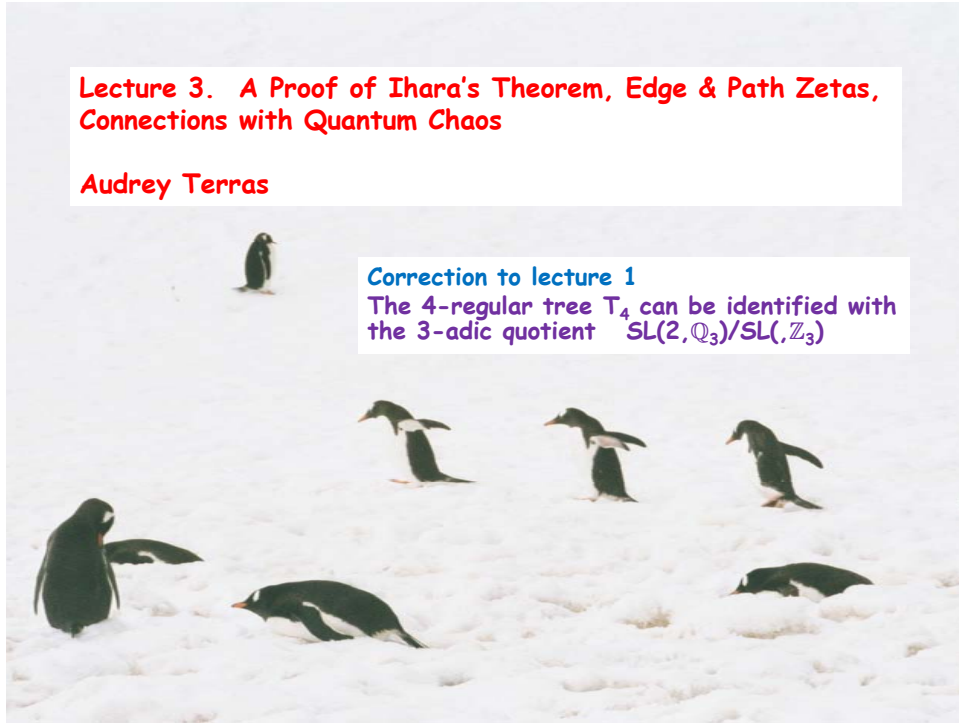 Lecture 3.  A Proof of Ihara's Theorem, Edge & Path Zetas,
Connections with Quantum Chaos
Audrey Terras
Correction to lecture 1
The 4-regular tree T₄ can be identified with
the 3-adic quotient   SL(2,ℚ₃)/SL(,ℤ₃)